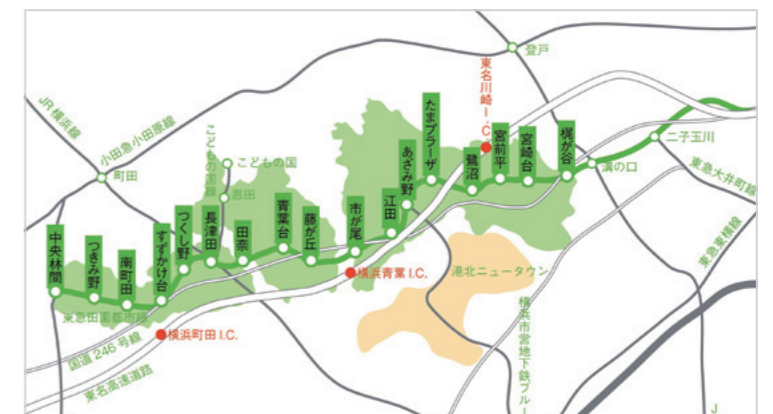 登戸
東名川崎I.C.
JR横浜線
小田急小田原線
町田
こどもの国線
こどもの国
恩田
たまプラーザ
あざみ野
鷺沼
宮前平
宮崎台
梶が谷
溝の口
二子玉川
東急大井町線
東急東横線
中央林間
つきみ野
南町田
すずかけ台
つくし野
長津田
田奈
青葉台
藤が丘
市が尾
江田
横浜青葉I.C.
港北ニュータウン
横浜市営地下鉄ブルー
東急田園都市線
横浜町田I.C.
国道246号線
東名高速道路
J